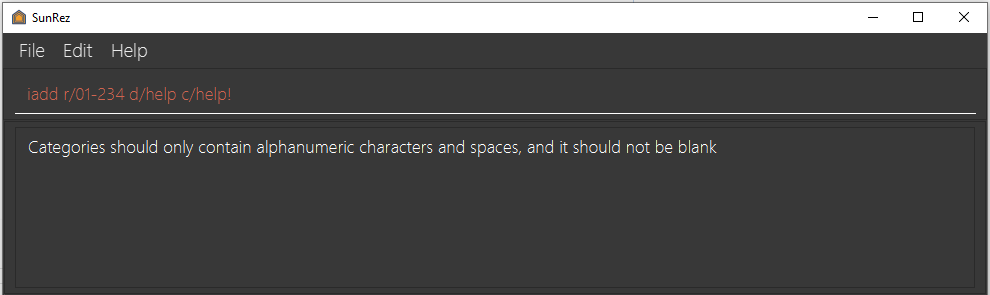 SunRez
File Edit Help
iadd r/01-234 d/help c/help!
Categories should only contain alphanumeric characters and spaces, and it should not be blank